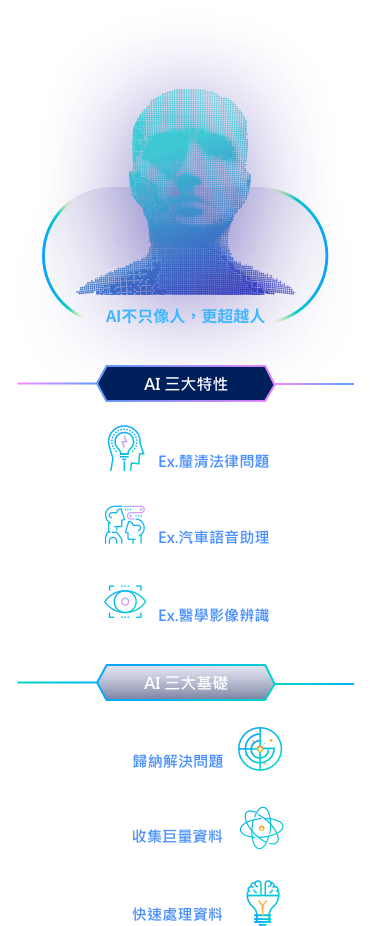 AI不只像人，更超越人
AI 三大特性
Ex.釐清法律問題
Ex.汽車語音助理
Ex.醫學影像辨識
AI 三大基礎
歸納解決問題
收集巨量資料
快速處理資料